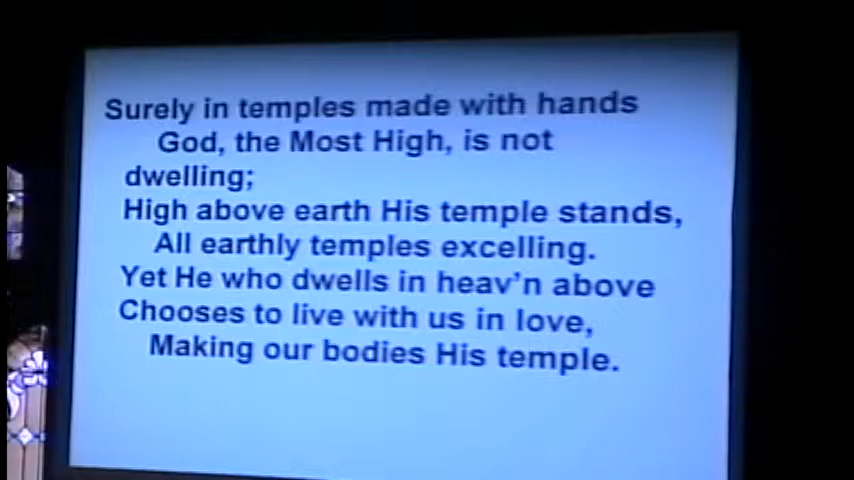 Surely in temples made with hands
God, the Most High, is not
dwelling;
High above earth His temple stands,
All earthly temples excelling.
Yet He who dwells in heav'n above
Chooses to live with us in love,
Making our bodies His temple.